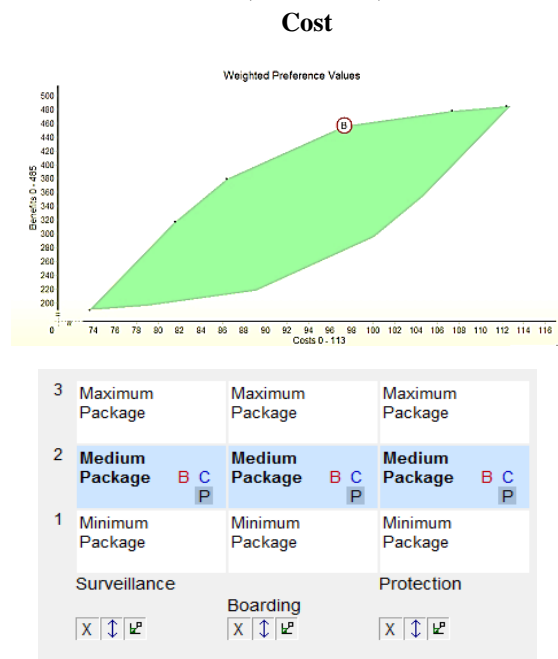 Cost
Weighted Preference Values
500
480
460
440
420
400
380
360
340
320
300
280
260
240
220
200
Benefits 0 - 485
B
0 74 76 78 80 82 84 86 88 90 92 94 96 98 100 102 104 106 108 110 112 114 116
Costs 0 - 113
3 Maximum Package Maximum Package Maximum Package
2 Medium Package B C P Medium Package B C P Medium Package B C P
1 Minimum Package Minimum Package Minimum Package
Surveillance Protection
Boarding
X X X